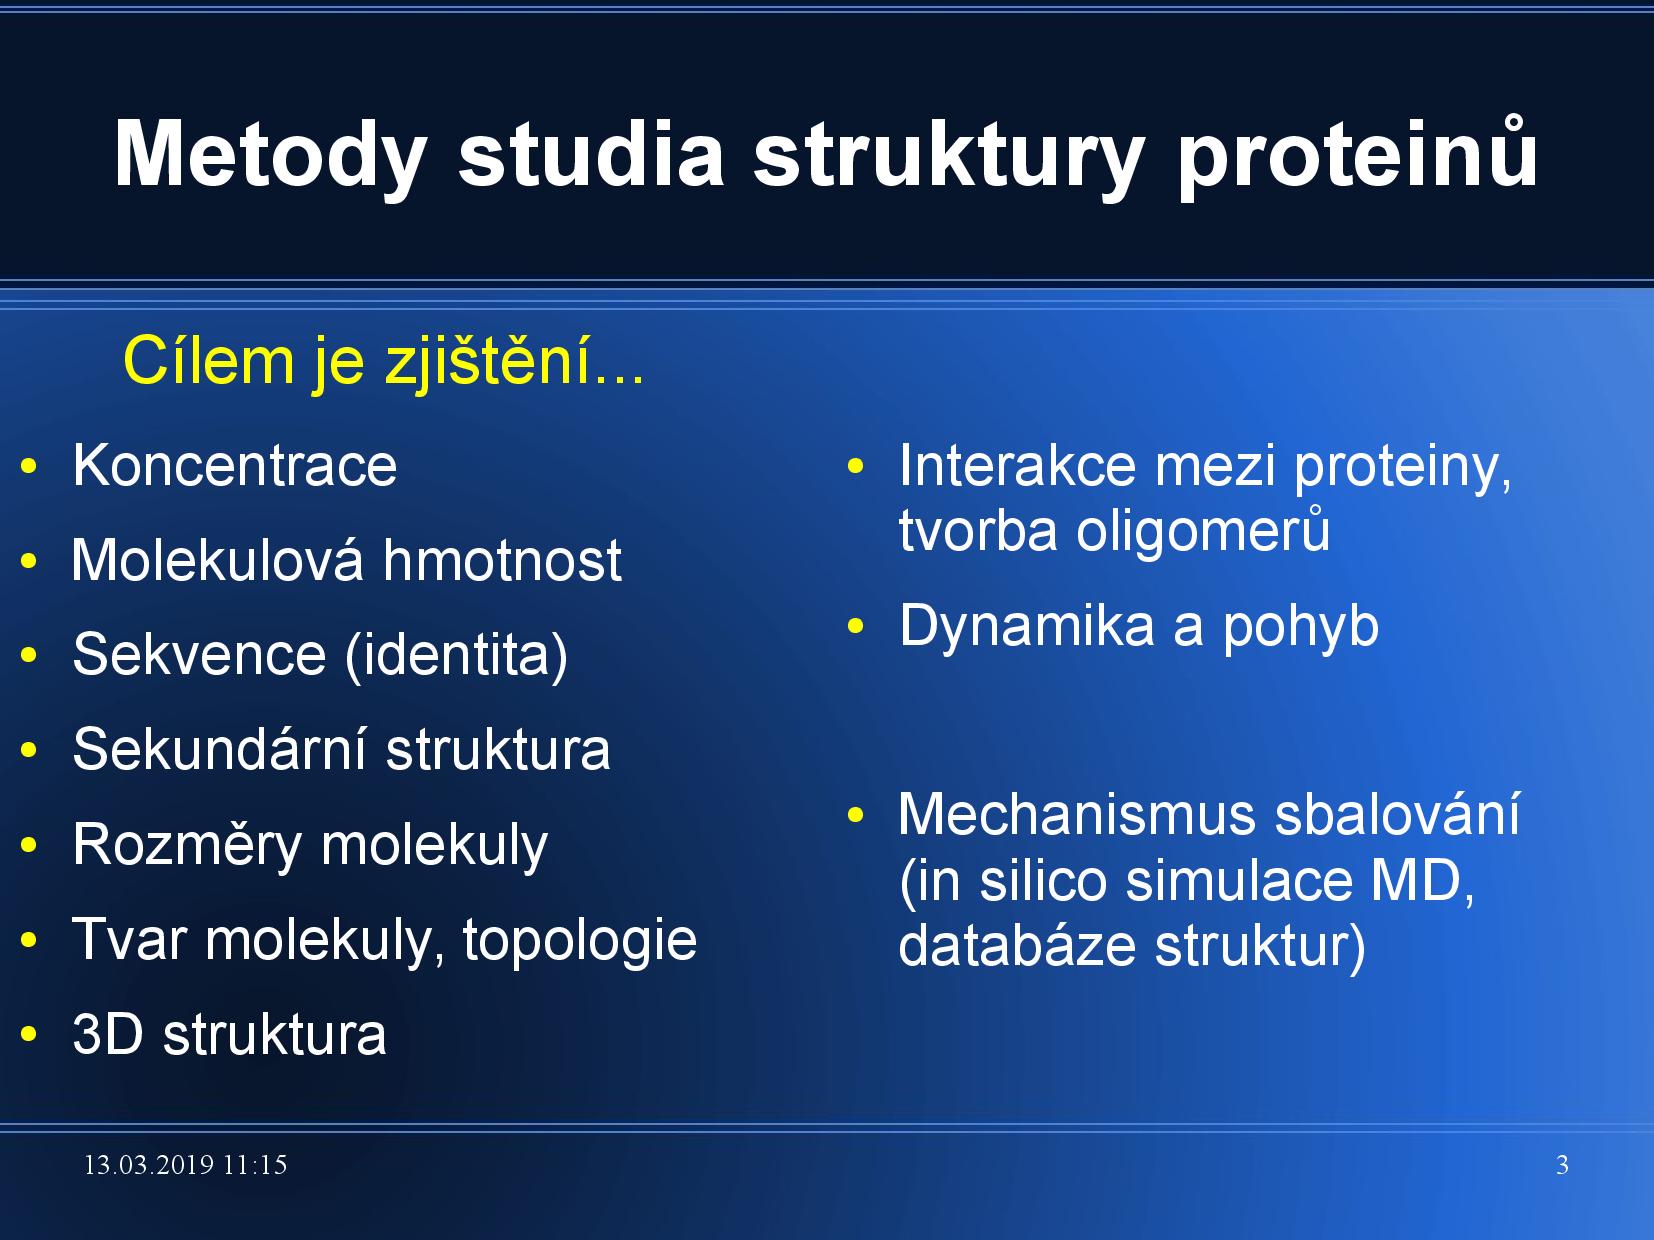 Metody studia struktury proteinů
Cílem je zjištění...
• Koncentrace
• Molekulová hmotnost
• Sekvence (identita)
• Sekundární struktura
• Rozměry molekuly
• Tvar molekuly, topologie
• 3D struktura
• Interakce mezi proteiny,
tvorba oligomerů
• Dynamika a pohyb
• Mechanismus sbalování
(in silico simulace MD,
databáze struktur)
13.03.2019 11:15
3